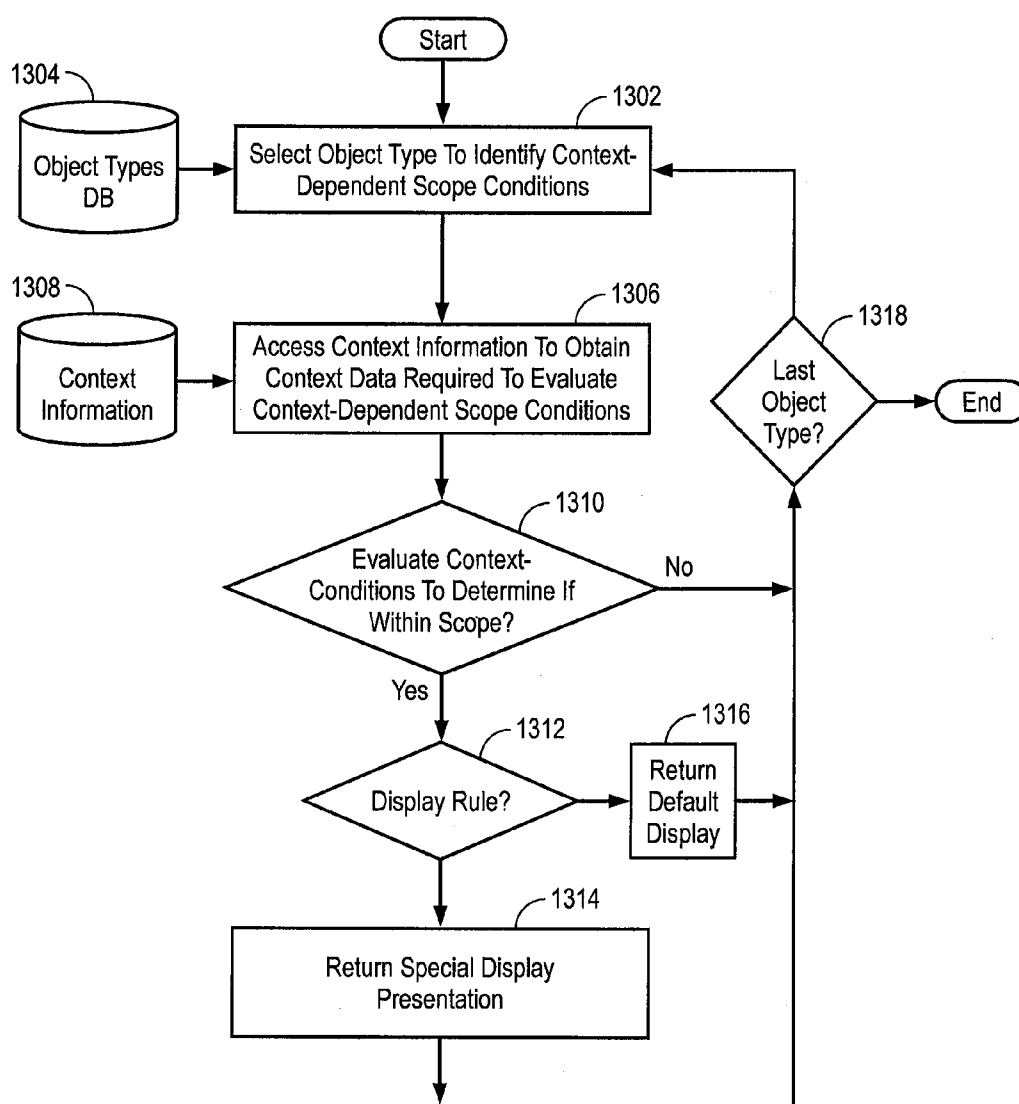 Start
1304
1302
Object Types
DB
Select Object Type To Identify Context-
Dependent Scope Conditions
1308
1306
Context
Information
Access Context Information To Obtain
Context Data Required To Evaluate
Context-Dependent Scope Conditions
1318
Last
Object
Type?
End
1310
Evaluate Context-
Conditions To Determine If
Within Scope?
No
Yes
1312
Display Rule?
1316
Return
Default
Display
1314
Return Special Display
Presentation